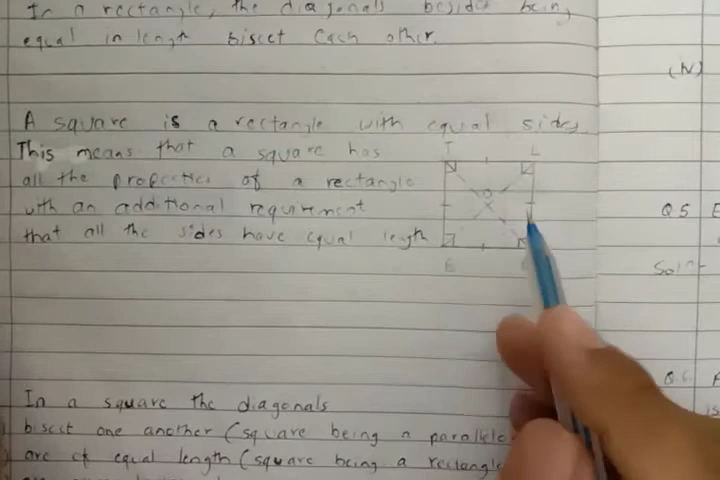 In a rectangle, the diagonals besides being
equal in length bisect each other.
(N)
A square is a rectangle with equal sides
This means that a square has
all the properties of a rectangle
with an additional requirement
that all the sides have equal length
T L
O
E
Q 5 E
Soln
Q 6
In a square the diagonals
bisect one another (square being a parallelo
are of equal length (square being a rectangle